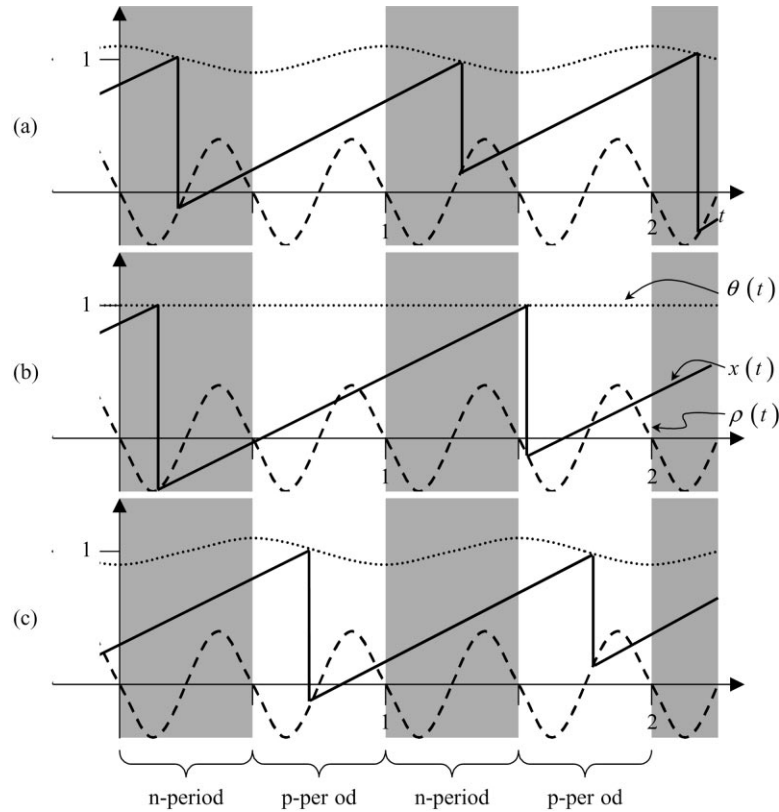 1
(a)
1
2
t
θ(t)
1
x(t)
(b)
ρ(t)
1
2
1
(c)
1
2
n-period p-per od n-period p-per od